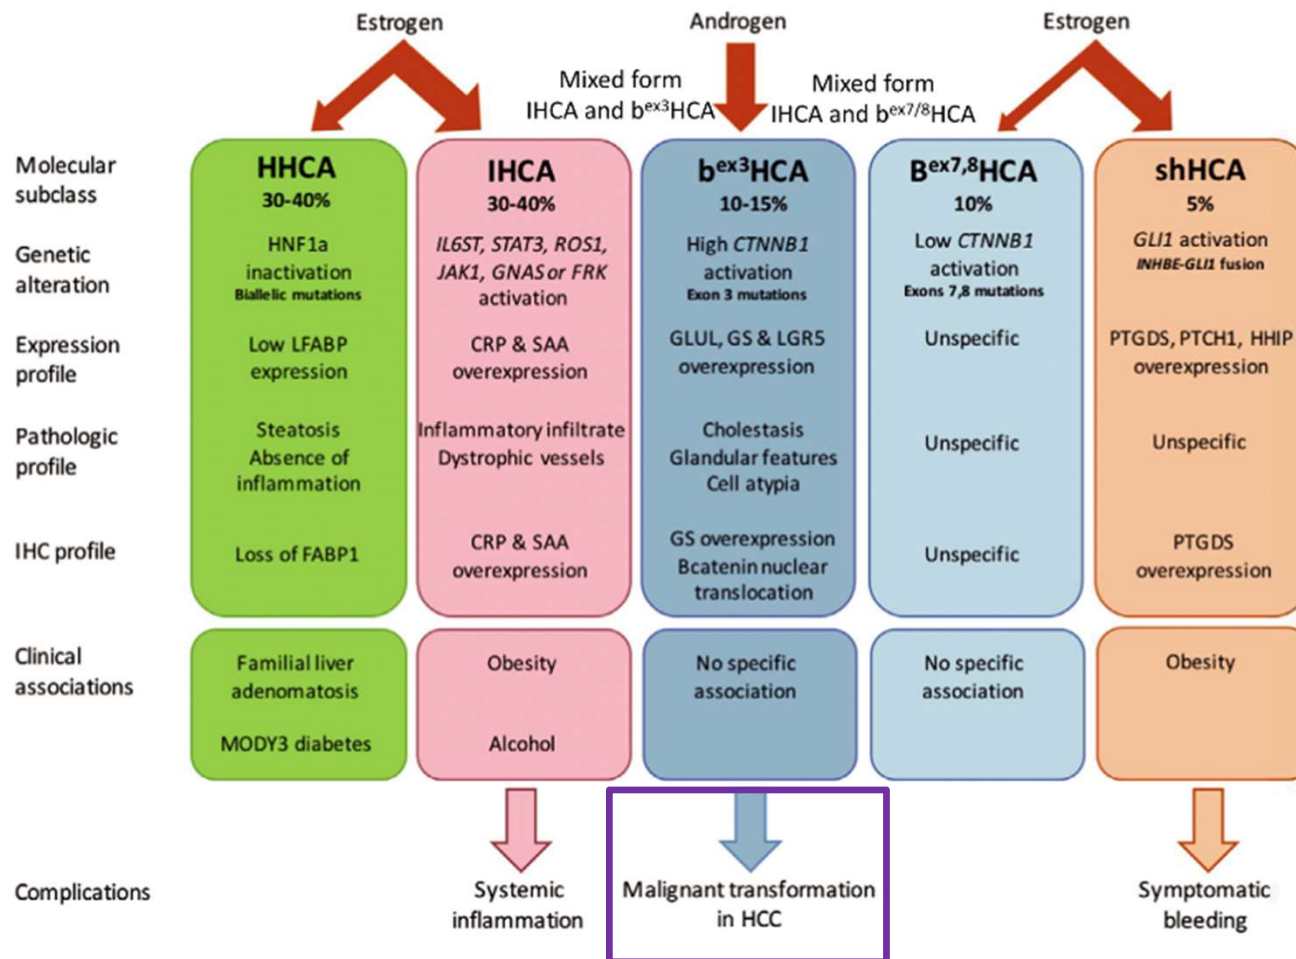 Estrogen
Androgen
Estrogen
Mixed form
IHCA and b^ex3HCA
Mixed form
IHCA and b^ex7/8HCA
Molecular
subclass
HHCA
30-40%
IHCA
30-40%
b^ex3HCA
10-15%
B^ex7,8HCA
10%
shHCA
5%
Genetic
alteration
HNF1a
inactivation
Biallelic mutations
IL6ST, STAT3, ROS1,
JAK1, GNAS or FRK
activation
High CTNNB1
activation
Exon 3 mutations
Low CTNNB1
activation
Exons 7,8 mutations
GLI1 activation
INHBE-GLI1 fusion
Expression
profile
Low LFABP
expression
CRP & SAA
overexpression
GLUL, GS & LGR5
overexpression
Unspecific
PTGDS, PTCH1, HHIP
overexpression
Pathologic
profile
Steatosis
Absence of
inflammation
Inflammatory infiltrate
Dystrophic vessels
Cholestasis
Glandular features
Cell atypia
Unspecific
Unspecific
IHC profile
Loss of FABP1
CRP & SAA
overexpression
GS overexpression
Bcatenin nuclear
translocation
Unspecific
PTGDS
overexpression
Clinical
associations
Familial liver
adenomatosis
MODY3 diabetes
Obesity
Alcohol
No specific
association
No specific
association
Obesity
Complications
Systemic
inflammation
Malignant transformation
in HCC
Symptomatic
bleeding